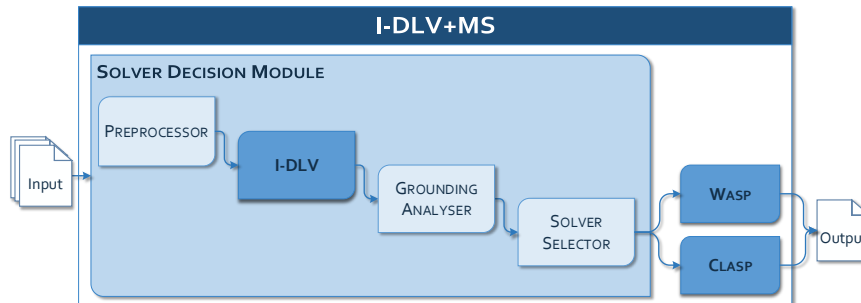 I-DLV+MS
SOLVER DECISION MODULE
PREPROCESSOR
I-DLV
GROUNDING
ANALYSER
SOLVER
SELECTOR
WASP
CLASP
Input
Output